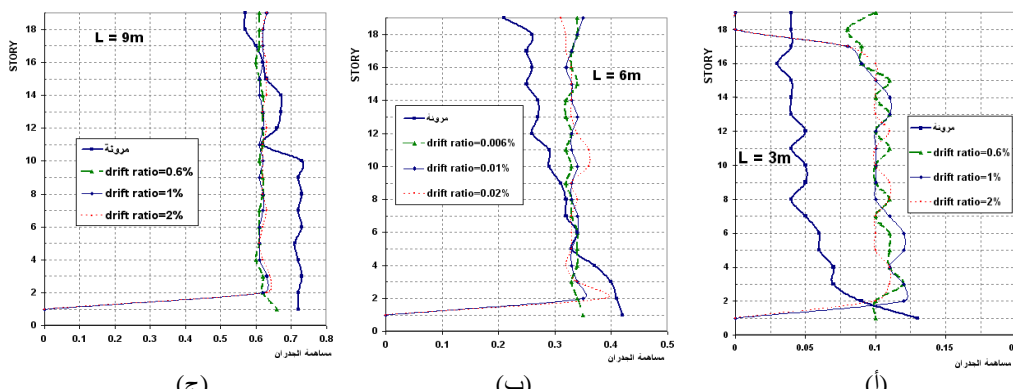 STORY
18
16
14
12
10
8
6
4
2
0
L = 9m
مرونة
drift ratio=0.6%
drift ratio=1%
drift ratio=2%
0 0.1 0.2 0.3 0.4 0.5 0.6 0.7 0.8
مساهمة الجدران
(ج)
STORY
18
16
14
12
10
8
6
4
2
0
L = 6m
مرونة
drift ratio=0.006%
drift ratio=0.01%
drift ratio=0.02%
0 0.1 0.2 0.3 0.4 0.5 0.6
مساهمة الجدران
(ب)
STORY
18
16
14
12
10
8
6
4
2
0
L = 3m
مرونة
drift ratio=0.6%
drift ratio=1%
drift ratio=2%
0 0.05 0.1 0.15 0.2
مساهمة الجدران
(أ)